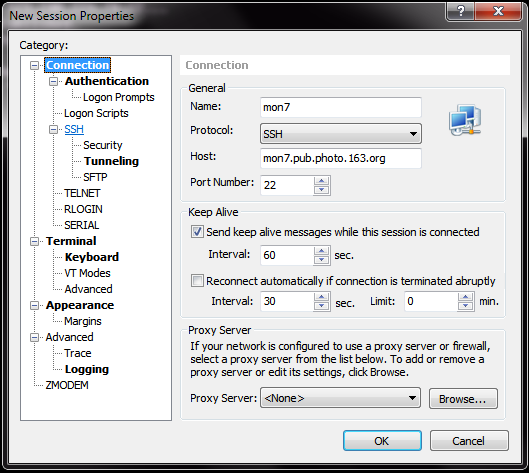 New Session Properties
Category:
Connection
Authentication
Logon Prompts
Logon Scripts
SSH
Security
Tunneling
SFTP
TELNET
RLOGIN
SERIAL
Terminal
Keyboard
VT Modes
Advanced
Appearance
Margins
Advanced
Trace
Logging
ZMODEM
Connection
General
Name: mon7
Protocol: SSH
Host: mon7.pub.photo.163.org
Port Number: 22
Keep Alive
Send keep alive messages while this session is connected
Interval: 60 sec.
Reconnect automatically if connection is terminated abruptly
Interval: 30 sec. Limit: 0 min.
Proxy Server
If your network is configured to use a proxy server or firewall,
select a proxy server from the list below. To add or remove a
proxy server or edit its settings, click Browse.
Proxy Server: <None> Browse...
OK Cancel